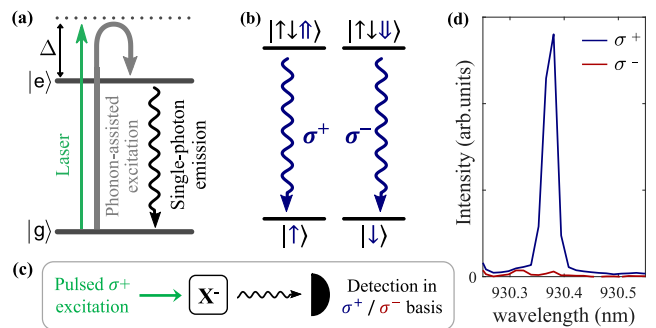 (a)
Δ
|e⟩
|g⟩
Laser
Phonon-assisted
excitation
Single-photon
emission
(b)
|↑↓⇑⟩
|↑↓⇓⟩
σ+
σ−
|↑⟩
|↓⟩
(c)
Pulsed σ+
excitation
X-
Detection in
σ+ / σ− basis
(d)
σ +
σ -
Intensity (arb.units)
0
930.3
930.4
930.5
wavelength (nm)